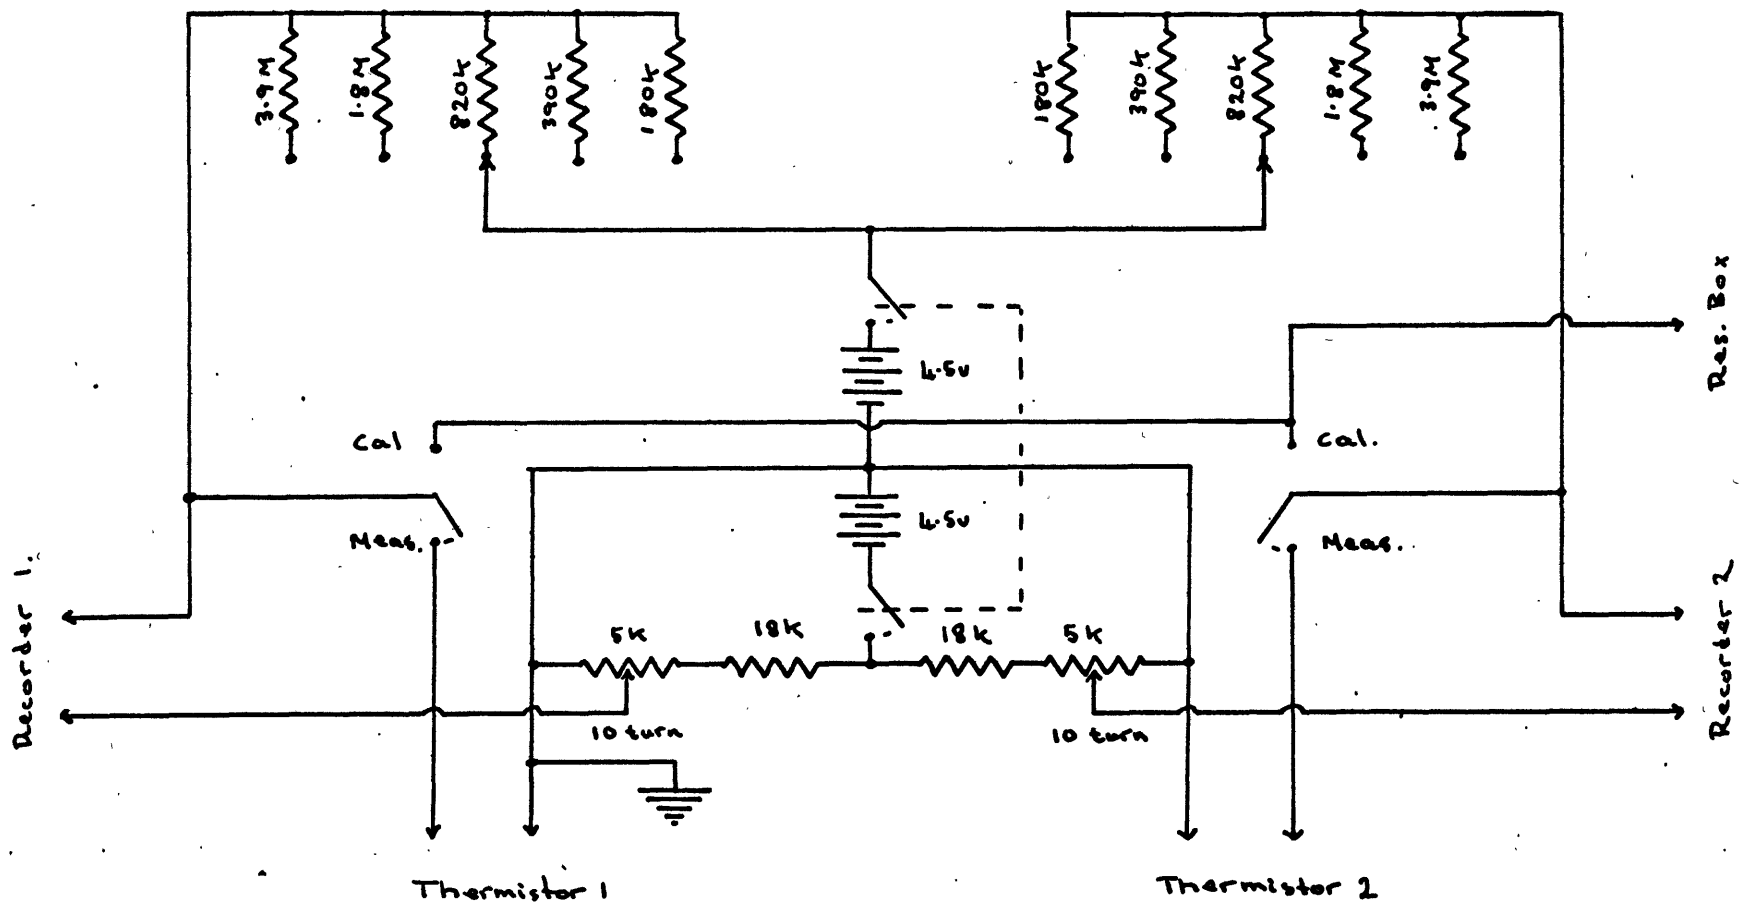 3.9M
1.8M
820k
390k
180k
180k
390k
820k
1.8M
3.9M
Res. Box
4.5v
Cal
Cal.
4.5v
Meas.
Meas.
Recorder 1.
5k
18k
18k
5k
Recorder 2
10 turn
10 turn
Thermistor 1
Thermistor 2